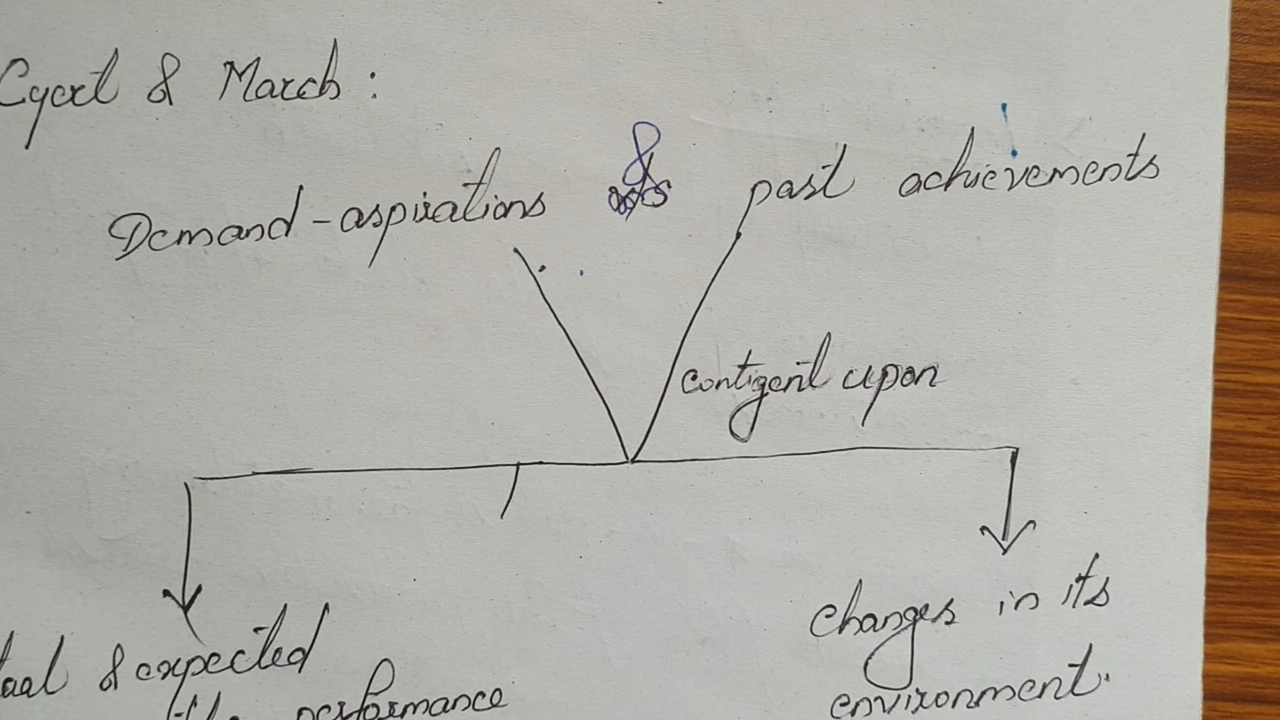 Cyert & March :
Demand-aspirations & past achievements
contigent upon
& expected
performance
changes in its
environment.